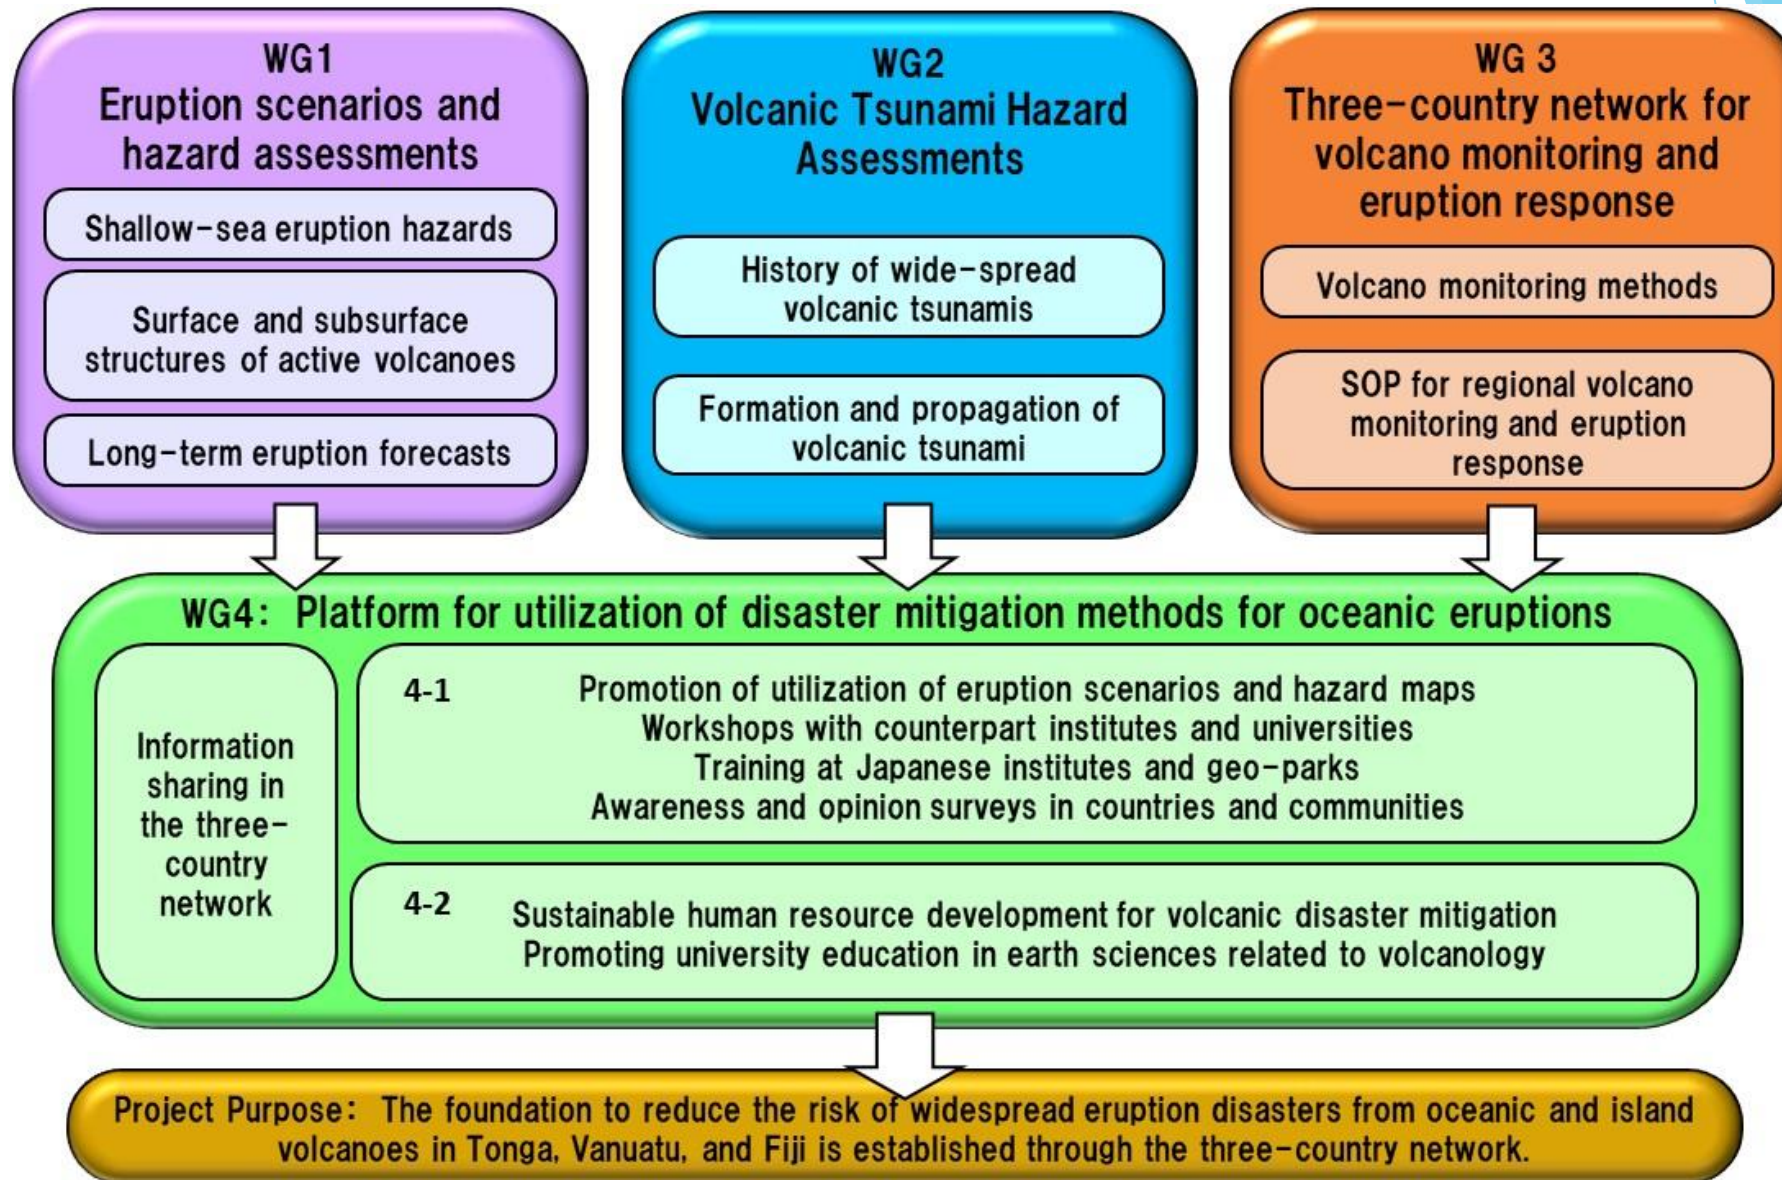 WG1
Eruption scenarios and
hazard assessments
Shallow-sea eruption hazards
Surface and subsurface
structures of active volcanoes
Long-term eruption forecasts
WG2
Volcanic Tsunami Hazard
Assessments
History of wide-spread
volcanic tsunamis
Formation and propagation of
volcanic tsunami
WG 3
Three-country network for
volcano monitoring and
eruption response
Volcano monitoring methods
SOP for regional volcano
monitoring and eruption
response
WG4: Platform for utilization of disaster mitigation methods for oceanic eruptions
Information
sharing in
the three-
country
network
4-1 Promotion of utilization of eruption scenarios and hazard maps
Workshops with counterpart institutes and universities
Training at Japanese institutes and geo-parks
Awareness and opinion surveys in countries and communities
4-2 Sustainable human resource development for volcanic disaster mitigation
Promoting university education in earth sciences related to volcanology
Project Purpose: The foundation to reduce the risk of widespread eruption disasters from oceanic and island
volcanoes in Tonga, Vanuatu, and Fiji is established through the three-country network.